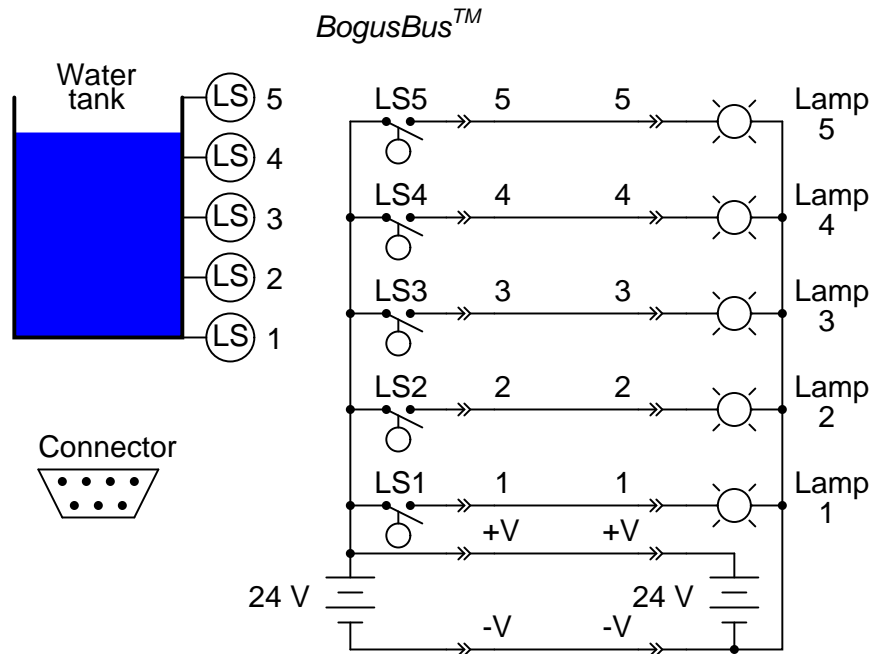 BogusBusTM
Water
tank
LS 5
LS 4
LS 3
LS 2
LS 1
Connector
LS5 5 5 Lamp
5
LS4 4 4 Lamp
4
LS3 3 3 Lamp
3
LS2 2 2 Lamp
2
LS1 1 1 Lamp
1
+V +V
24 V 24 V
-V -V